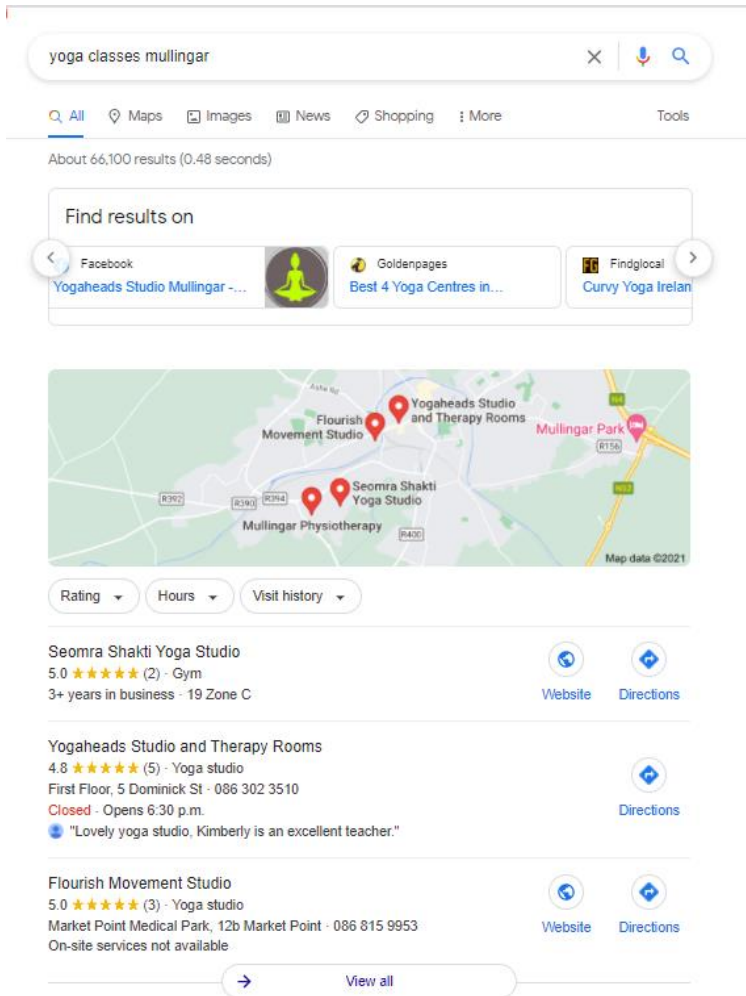 yoga classes mullingar
All Maps Images News Shopping More Tools
About 66,100 results (0.48 seconds)
Find results on
Facebook
Yogaheads Studio Mullingar -...
Goldenpages
Best 4 Yoga Centres in...
Findglocal
Curvy Yoga Irelan
Ashe Rd
Yogaheads Studio
and Therapy Rooms
Flourish
Movement Studio
Mullingar Park
N4
R156
Seomra Shakti
Yoga Studio
R392
R390
R394
N52
Mullingar Physiotherapy
R400
Map data ©2021
Rating Hours Visit history
Seomra Shakti Yoga Studio
5.0 (2) · Gym
3+ years in business · 19 Zone C
Website
Directions
Yogaheads Studio and Therapy Rooms
4.8 (5) · Yoga studio
First Floor, 5 Dominick St · 086 302 3510
Closed · Opens 6:30 p.m.
"Lovely yoga studio, Kimberly is an excellent teacher."
Directions
Flourish Movement Studio
5.0 (3) · Yoga studio
Market Point Medical Park, 12b Market Point · 086 815 9953
On-site services not available
Website
Directions
View all